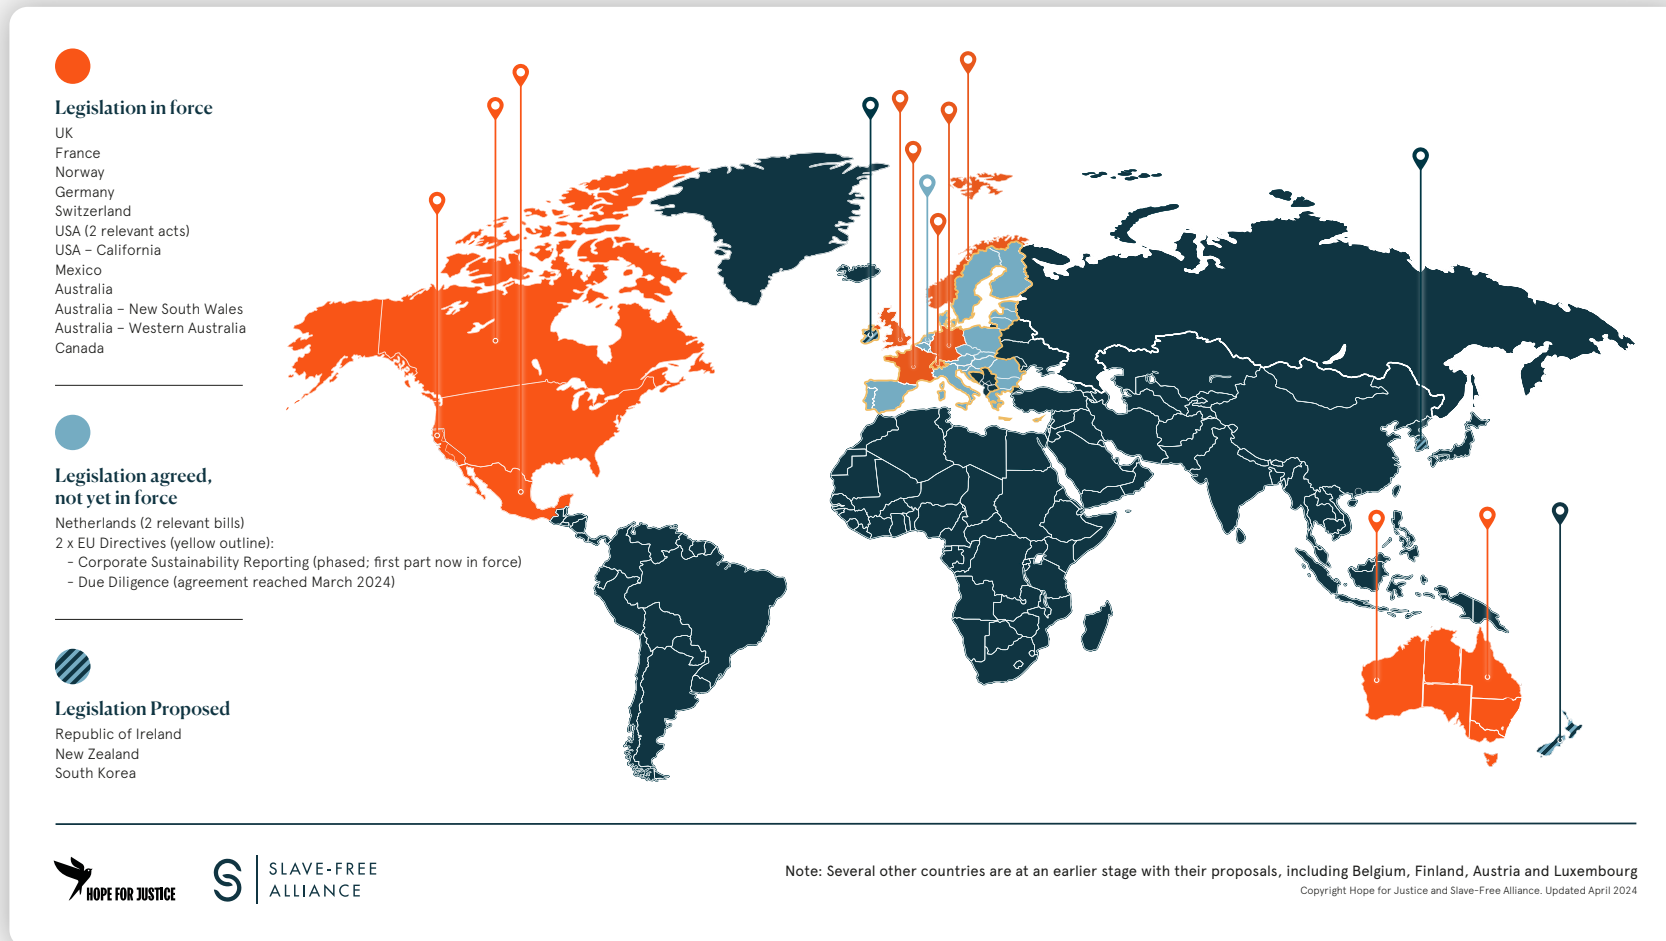 Legislation in force
UK
France
Norway
Germany
Switzerland
USA (2 relevant acts)
USA – California
Mexico
Australia
Australia – New South Wales
Australia – Western Australia
Canada
Legislation agreed,
not yet in force
Netherlands (2 relevant bills)
2 x EU Directives (yellow outline):
- Corporate Sustainability Reporting (phased; first part now in force)
- Due Diligence (agreement reached March 2024)
Legislation Proposed
Republic of Ireland
New Zealand
South Korea
HOPE FOR JUSTICE
SLAVE-FREE
ALLIANCE
Note: Several other countries are at an earlier stage with their proposals, including Belgium, Finland, Austria and Luxembourg
Copyright Hope for Justice and Slave-Free Alliance. Updated April 2024